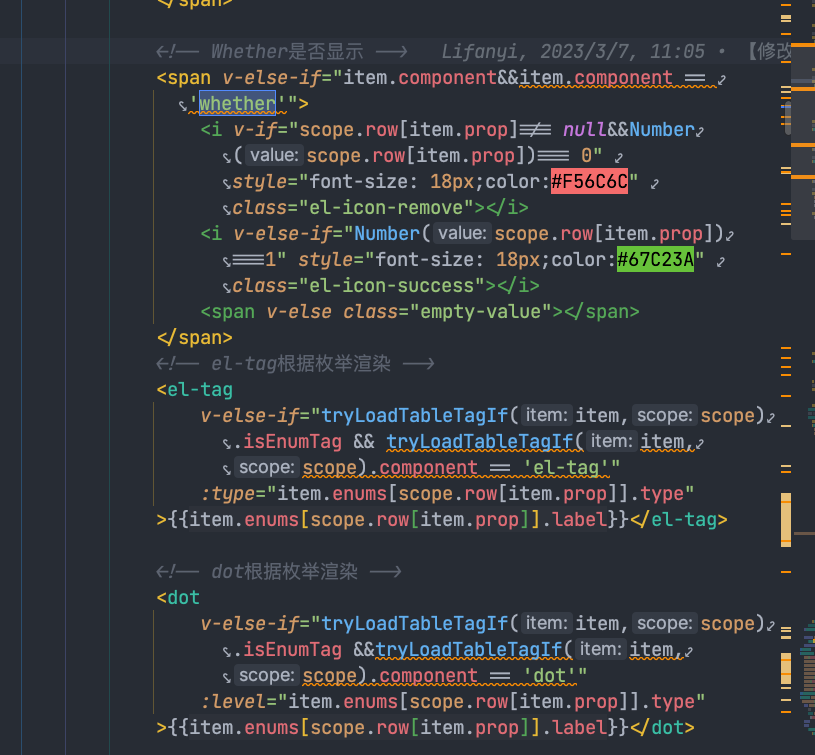 </span>
<!-- Whether是否显示 --> Lifanyi, 2023/3/7, 11:05 • 【修改
<span v-else-if="item.component&&item.component ==
'whether'">
<i v-if="scope.row[item.prop]!== null&&Number
(value: scope.row[item.prop])=== 0"
style="font-size: 18px;color:#F56C6C"
class="el-icon-remove"></i>
<i v-else-if="Number(value: scope.row[item.prop])
===1" style="font-size: 18px;color:#67C23A"
class="el-icon-success"></i>
<span v-else class="empty-value"></span>
</span>
<!-- el-tag根据枚举渲染 -->
<el-tag
v-else-if="tryLoadTableTagIf(item: item,scope: scope)
.isEnumTag && tryLoadTableTagIf(item: item,
scope: scope).component == 'el-tag'"
:type="item.enums[scope.row[item.prop]].type"
>{{item.enums[scope.row[item.prop]].label}}</el-tag>
<!-- dot根据枚举渲染 -->
<dot
v-else-if="tryLoadTableTagIf(item: item,scope: scope)
.isEnumTag &&tryLoadTableTagIf(item: item,
scope: scope).component == 'dot'"
:level="item.enums[scope.row[item.prop]].type"
>{{item.enums[scope.row[item.prop]].label}}</dot>